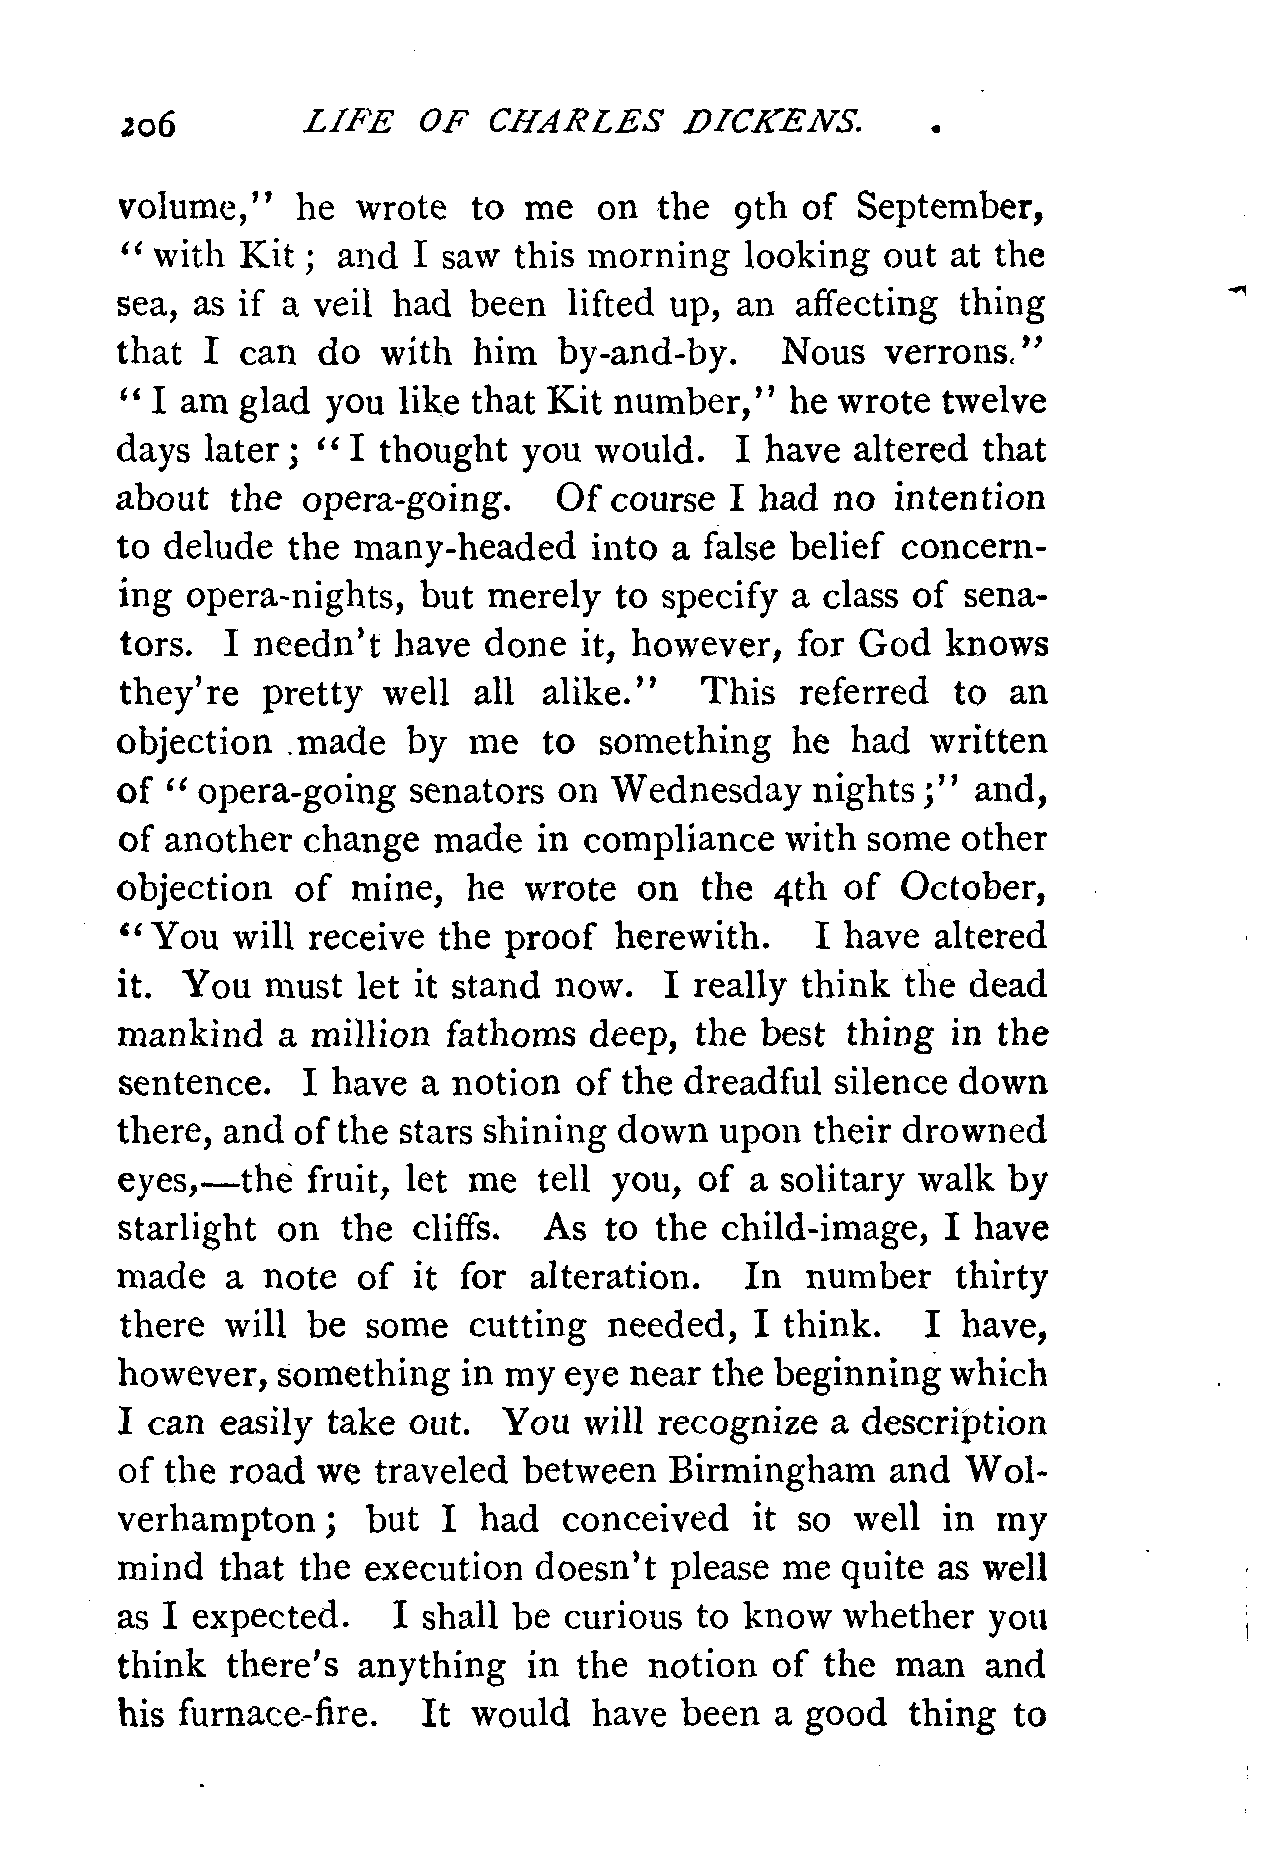 206 LIFE OF CHARLES DICKENS.
volume," he wrote to me on the 9th of September,
"with Kit; and I saw this morning looking out at the
sea, as if a veil had been lifted up, an affecting thing
that I can do with him by-and-by. Nous verrons."
"I am glad you like that Kit number," he wrote twelve
days later; "I thought you would. I have altered that
about the opera-going. Of course I had no intention
to delude the many-headed into a false belief concern-
ing opera-nights, but merely to specify a class of sena-
tors. I needn't have done it, however, for God knows
they're pretty well all alike." This referred to an
objection made by me to something he had written
of "opera-going senators on Wednesday nights;" and,
of another change made in compliance with some other
objection of mine, he wrote on the 4th of October,
"You will receive the proof herewith. I have altered
it. You must let it stand now. I really think the dead
mankind a million fathoms deep, the best thing in the
sentence. I have a notion of the dreadful silence down
there, and of the stars shining down upon their drowned
eyes,—the fruit, let me tell you, of a solitary walk by
starlight on the cliffs. As to the child-image, I have
made a note of it for alteration. In number thirty
there will be some cutting needed, I think. I have,
however, something in my eye near the beginning which
I can easily take out. You will recognize a description
of the road we traveled between Birmingham and Wol-
verhampton; but I had conceived it so well in my
mind that the execution doesn't please me quite as well
as I expected. I shall be curious to know whether you
think there's anything in the notion of the man and
his furnace-fire. It would have been a good thing to